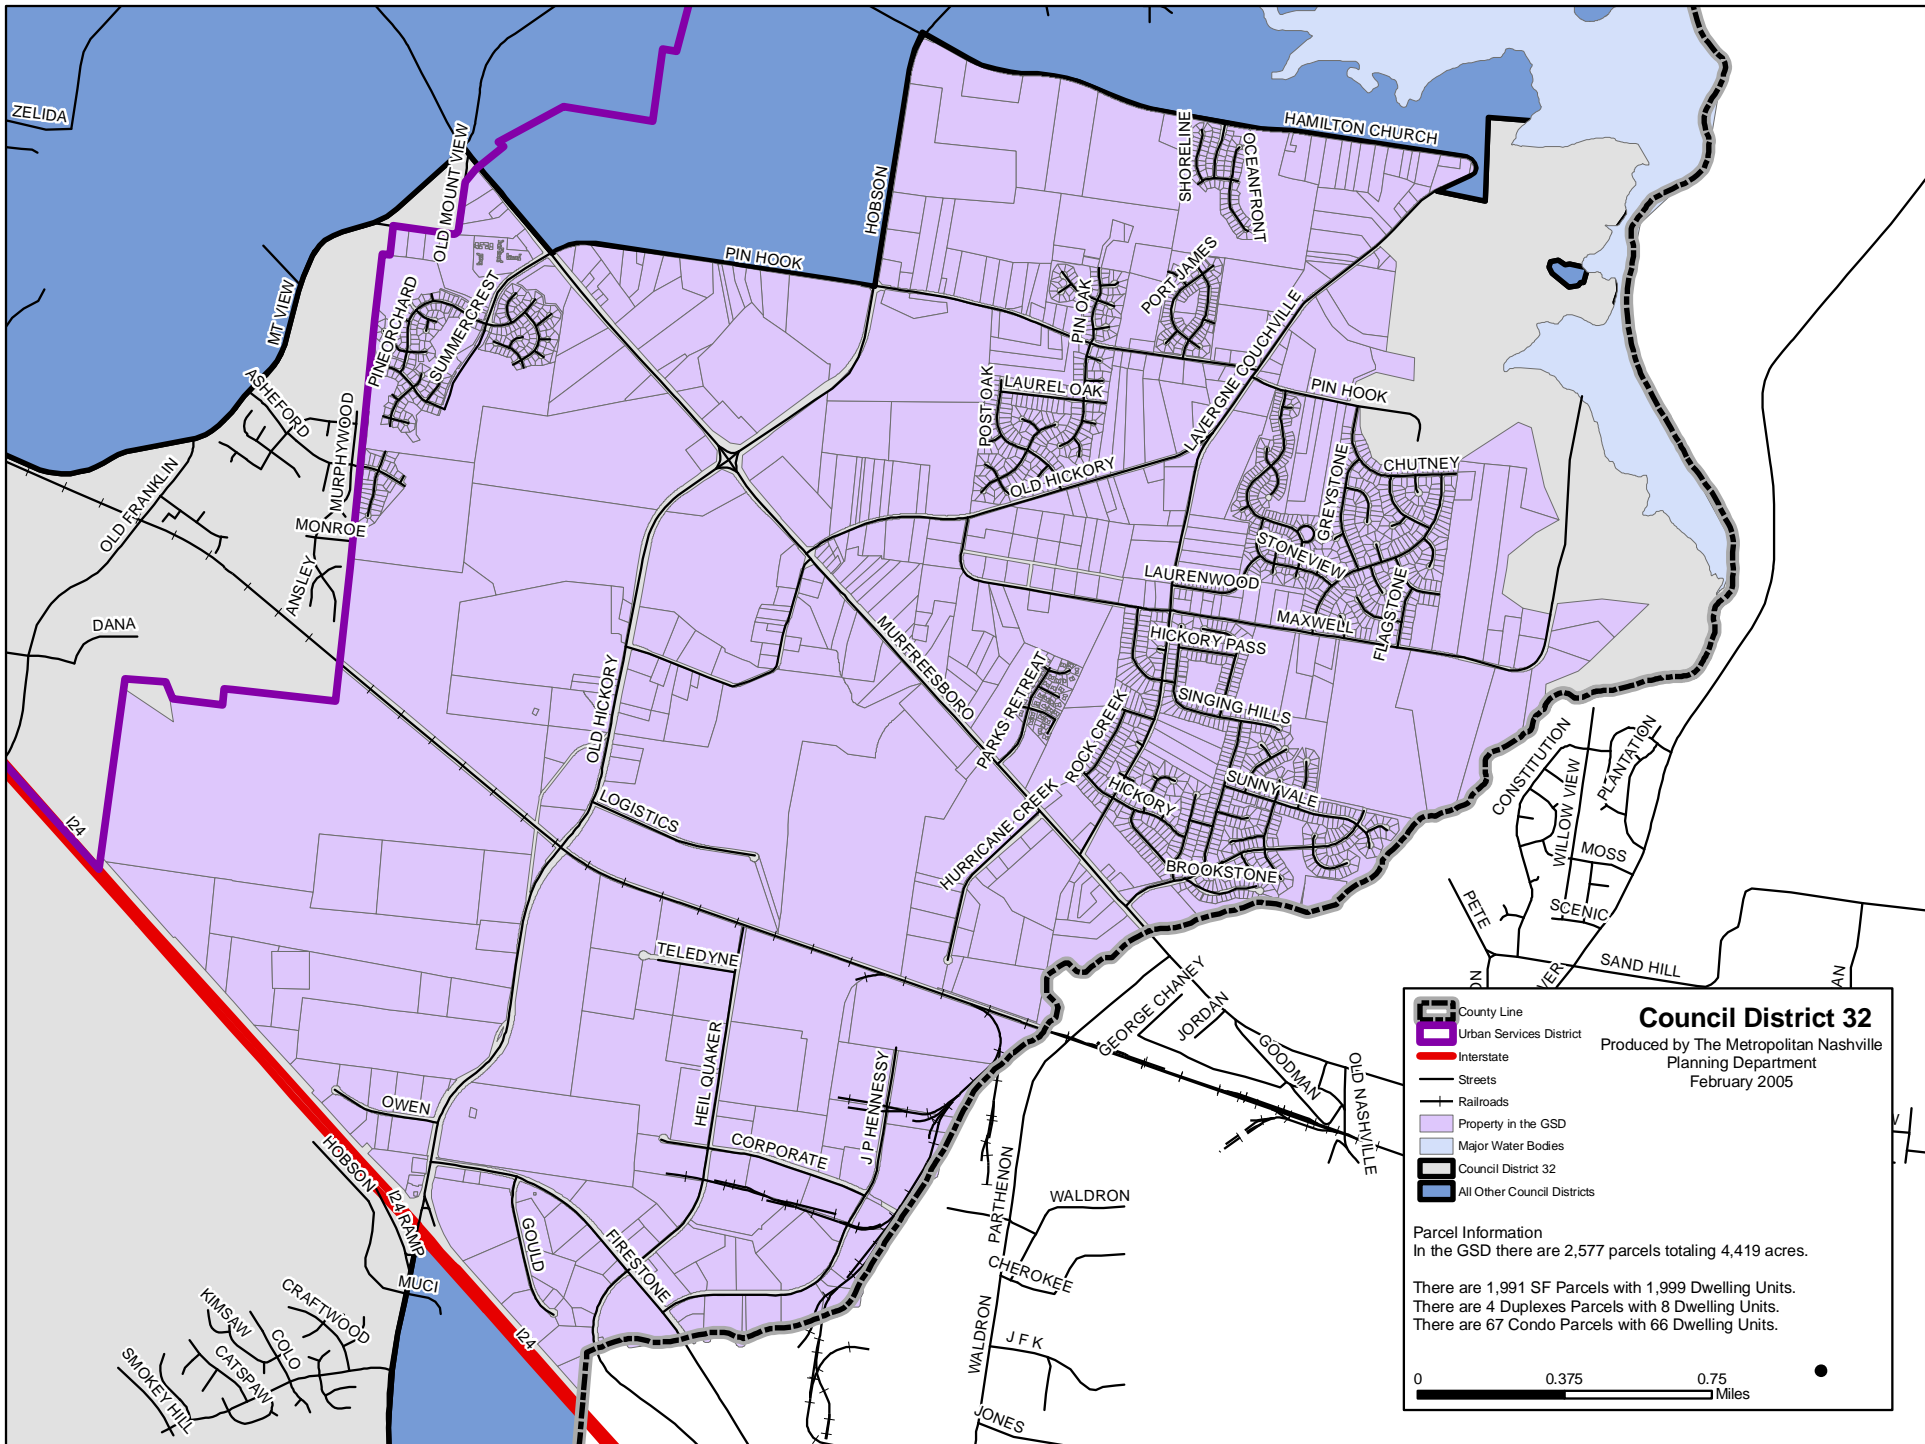 ZELIDA
OLD MOUNT VIEW
HOBSON
SHORELINE
OCEANFRONT
HAMILTON CHURCH
PIN HOOK
MT VIEW
PINEORCHARD
SUMMERCREST
PORT JAMES
PIN OAK
LAVERGNE COUCHVILLE
ASHEFORD
MURPHYWOOD
POST OAK
LAUREL OAK
PIN HOOK
OLD FRANKLIN
OLD HICKORY
GREYSTONE
CHUTNEY
MONROE
ANSLEY
STONEVIEW
LAURENWOOD
FLAGSTONE
DANA
MURFREESBORO
MAXWELL
HICKORY PASS
OLD HICKORY
PARKS RETREAT
ROCK CREEK
SINGING HILLS
CONSTITUTION
WILLOW VIEW
PLANTATION
I24
LOGISTICS
HURRICANE CREEK
HICKORY
SUNNYVALE
BROOKSTONE
MOSS
PETE
SCENIC
TELEDYNE
SAND HILL
GEORGE CHANEY
JORDAN
ON
VER
AN
GOODMAN
OLD NASHVILLE
HEIL QUAKER
J P HENNESSY
OWEN
CORPORATE
HOBSON
I24 RAMP
PARTHENON
WALDRON
GOULD
FIRESTONE
CHEROKEE
MUCI
KIMSAW
CRAFTWOOD
COLO
CATSPAW
SMOKEY HILL
I24
WALDRON
J F K
JONES
Council District 32
Produced by The Metropolitan Nashville
Planning Department
February 2005
County Line
Urban Services District
Interstate
Streets
Railroads
Property in the GSD
Major Water Bodies
Council District 32
All Other Council Districts
Parcel Information
In the GSD there are 2,577 parcels totaling 4,419 acres.
There are 1,991 SF Parcels with 1,999 Dwelling Units.
There are 4 Duplexes Parcels with 8 Dwelling Units.
There are 67 Condo Parcels with 66 Dwelling Units.
0 0.375 0.75
Miles